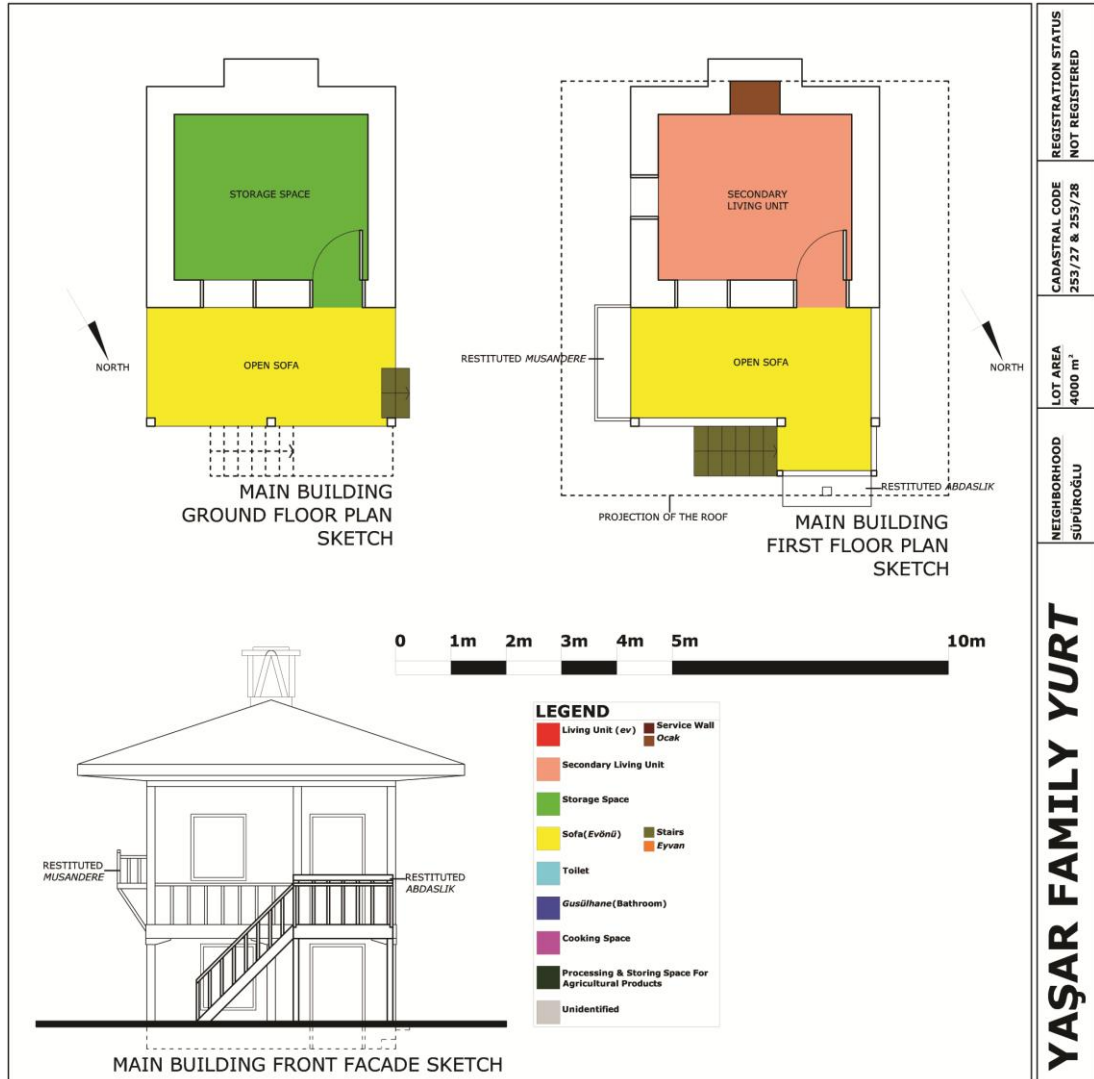 STORAGE SPACE
OPEN SOFA
NORTH
MAIN BUILDING
GROUND FLOOR PLAN
SKETCH
SECONDARY
LIVING UNIT
RESTITUTED MUSANDERE
OPEN SOFA
NORTH
RESTITUTED ABDASLIK
PROJECTION OF THE ROOF
MAIN BUILDING
FIRST FLOOR PLAN
SKETCH
0 1m 2m 3m 4m 5m 10m
RESTITUTED
MUSANDERE
RESTITUTED
ABDASLIK
MAIN BUILDING FRONT FACADE SKETCH
LEGEND
Living Unit (ev)
Service Wall
Ocak
Secondary Living Unit
Storage Space
Sofa(Evönü)
Stairs
Eyvan
Toilet
Gusülhane(Bathroom)
Cooking Space
Processing & Storing Space For
Agricultural Products
Unidentified
REGISTRATION STATUS
NOT REGISTERED
CADASTRAL CODE
253/27 & 253/28
LOT AREA
4000 m²
NEIGHBORHOOD
SÜPÜROĞLU
YAŞAR FAMILY YURT